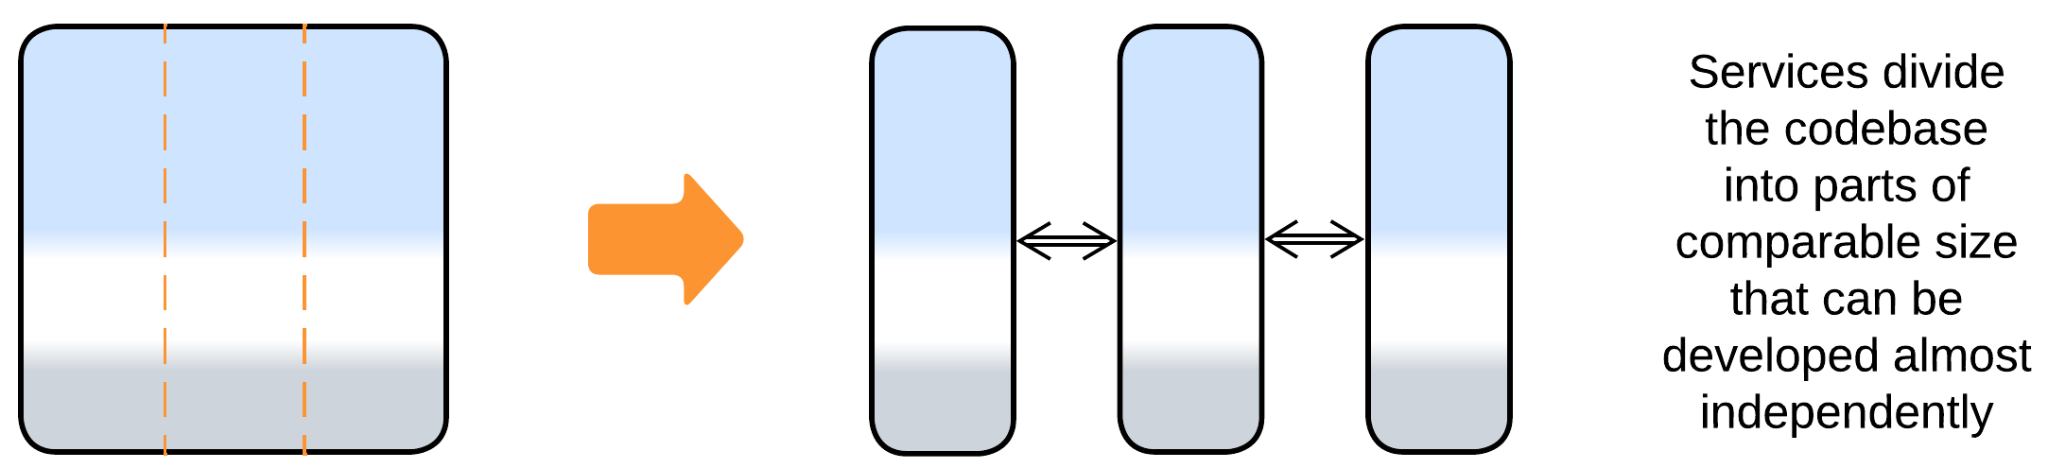 Services divide
the codebase
into parts of
comparable size
that can be
developed almost
independently